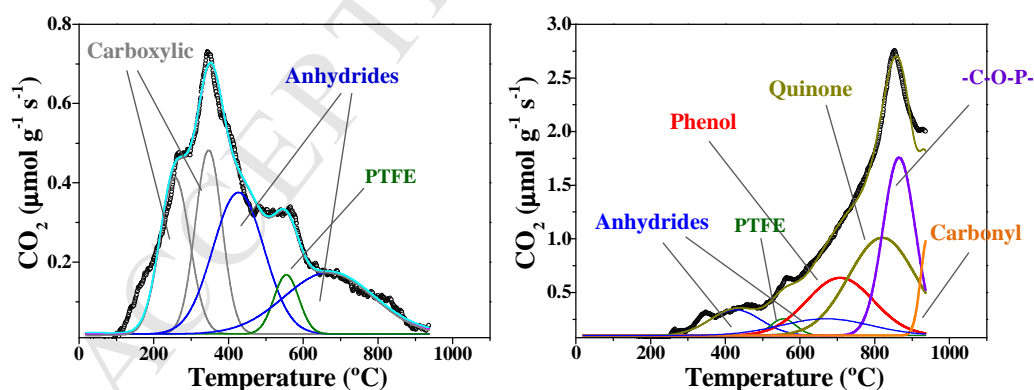 0.8
0.6
0.4
0.2
0
200
400
600
800
1000
CO2 (μmol g-1 s-1)
Temperature (ºC)
Carboxylic
Anhydrides
PTFE
ACCEPT
3.0
2.5
2.0
1.5
1.0
0.5
0
200
400
600
800
1000
CO2 (μmol g-1 s-1)
Temperature (ºC)
-C-O-P-
Quinone
Phenol
Anhydrides
PTFE
Carbonyl